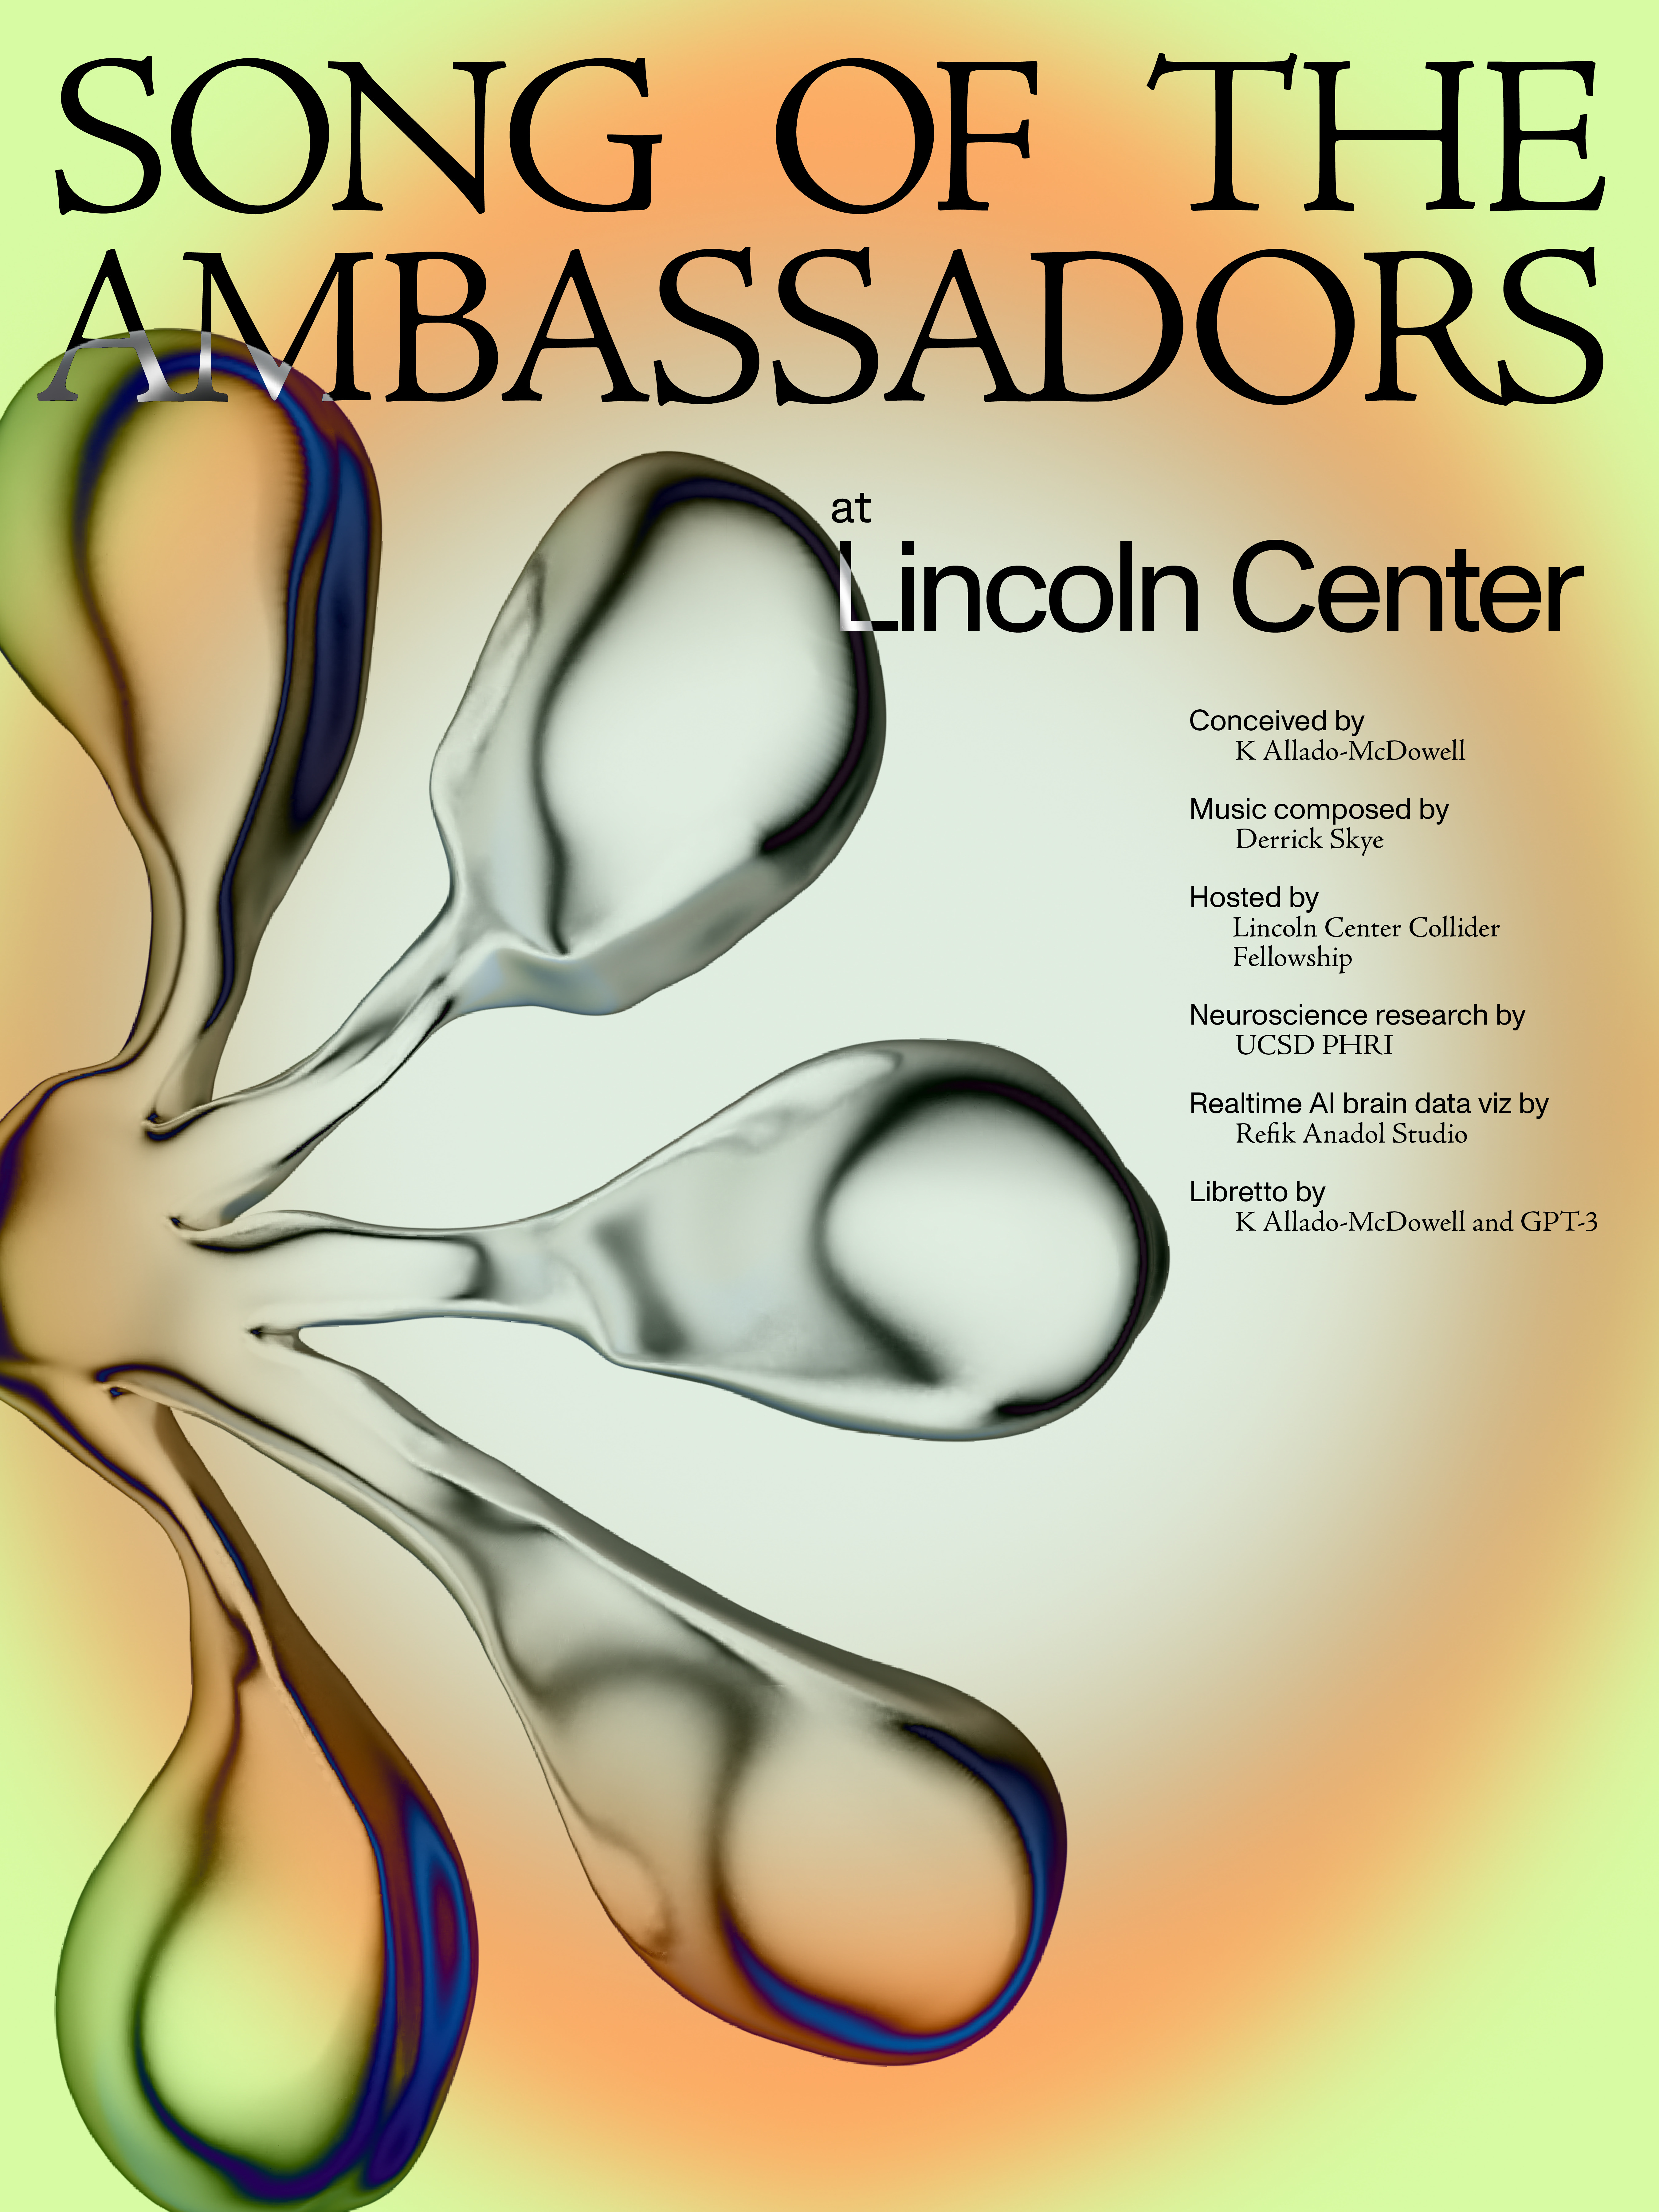 SONG OF THE
AMBASSADORS
at
Lincoln Center
Conceived by
K Allado-McDowell
Music composed by
Derrick Skye
Hosted by
Lincoln Center Collider
Fellowship
Neuroscience research by
UCSD PHRI
Realtime AI brain data viz by
Refik Anadol Studio
Libretto by
K Allado-McDowell and GPT-3